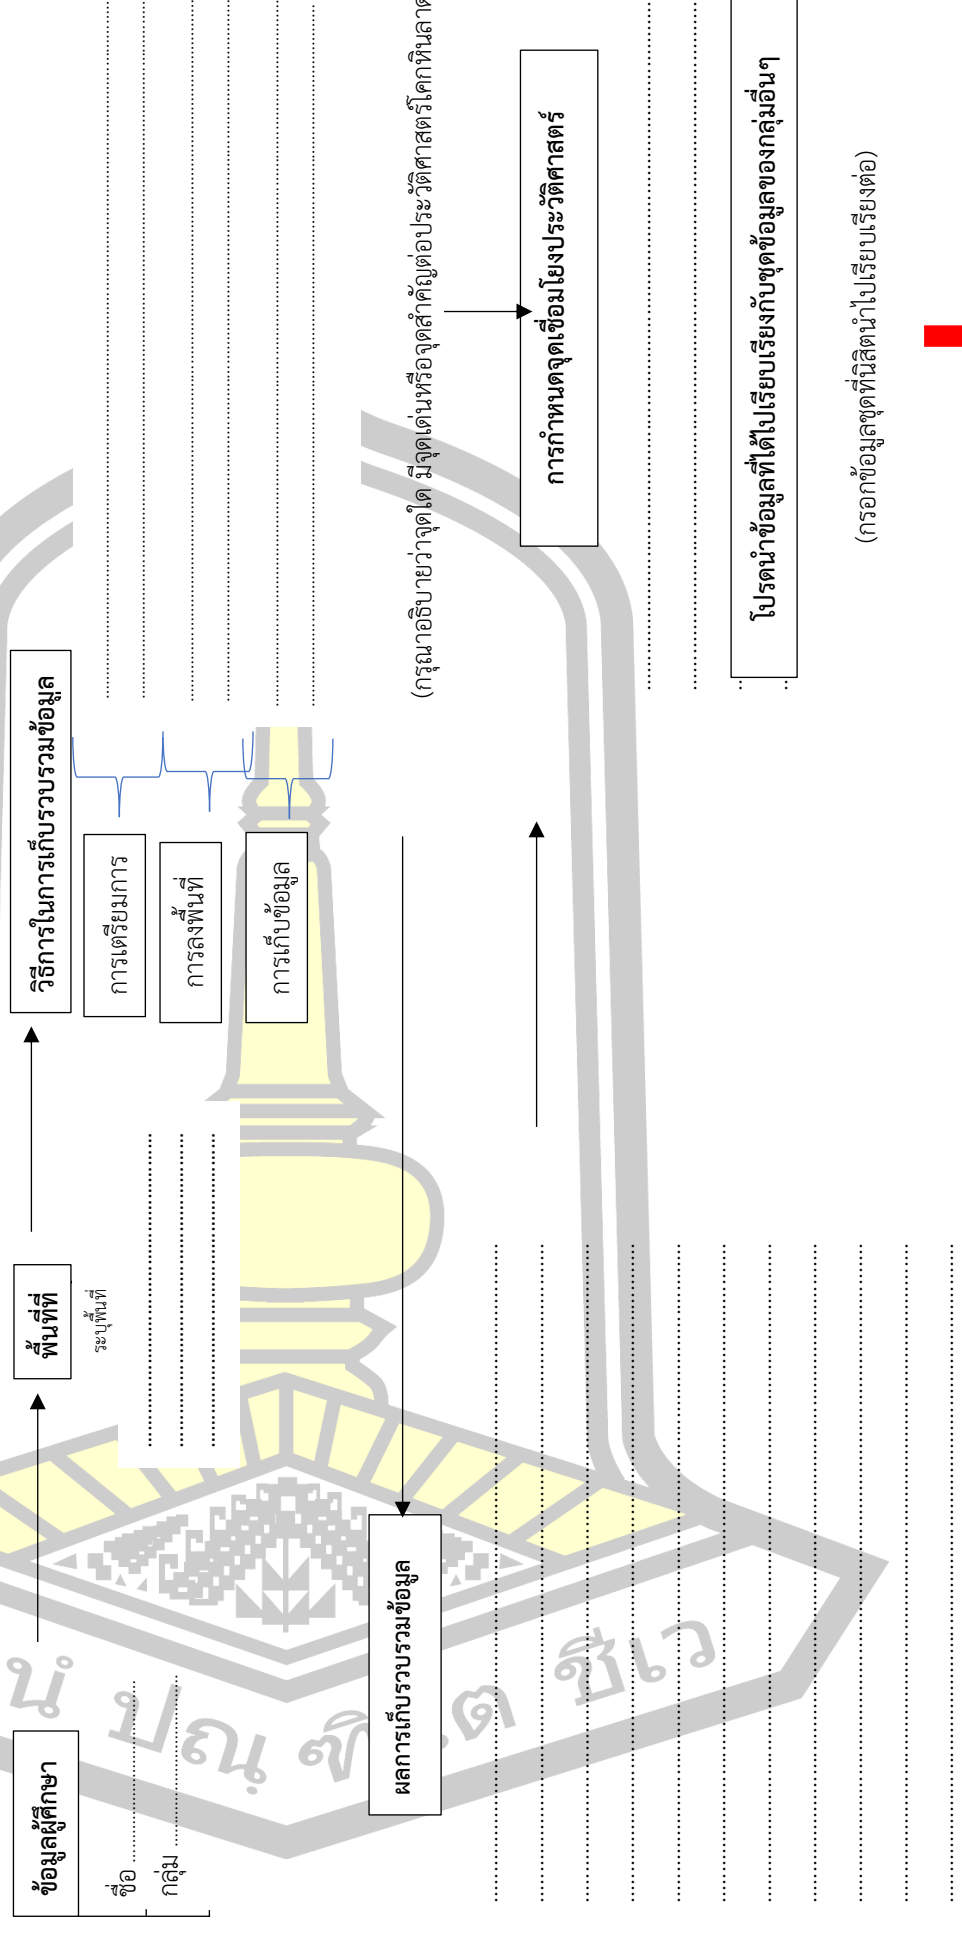 ข้อมูลผู้ศึกษา
ชื่อ
กลุ่ม
พื้นที่ที่
ระบุพื้นที่
วิธีการในการเก็บรวบรวมข้อมูล
การเตรียมการ
การลงพื้นที่
การเก็บข้อมูล
ผลการเก็บรวบรวมข้อมูล
(กรุณาอธิบายว่าจุดใด มีจุดเด่นหรือจุดสำคัญต่อประวัติศาสตร์โคกหินลาด
การกำหนดจุดเชื่อมโยงประวัติศาสตร์
โปรดนำข้อมูลที่ได้ไปเรียบเรียงกับชุดข้อมูลของกลุ่มอื่นๆ
(กรอกข้อมูลชุดที่นิสิตนำไปเรียบเรียงต่อ)